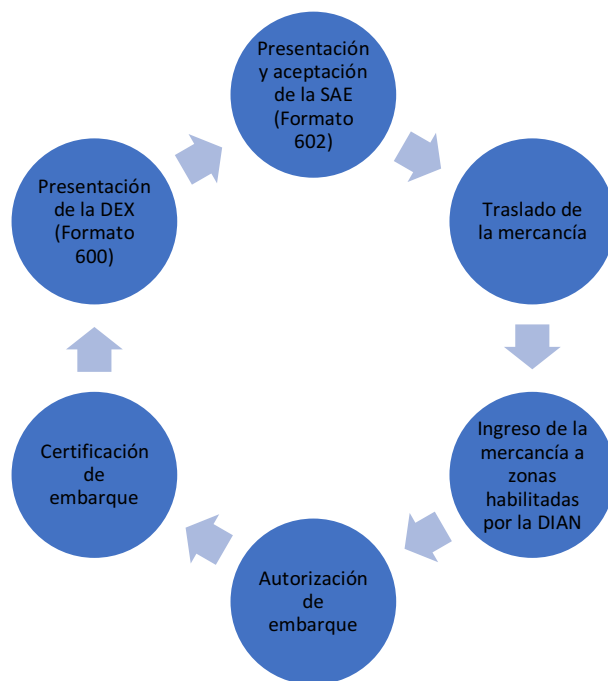 Presentación
y aceptación
de la SAE
(Formato
602)
Traslado de
la mercancía
Ingreso de la
mercancía a
zonas
habilitadas
por la DIAN
Autorización
de
embarque
Certificación
de
embarque
Presentación
de la DEX
(Formato
600)